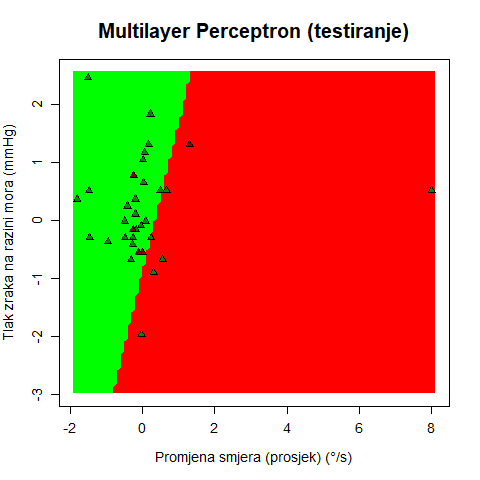 Multilayer Perceptron (testiranje)
Tlak zraka na razini mora (mmHg)
2
1
0
-1
-2
-3
-2 0 2 4 6 8
Promjena smjera (prosjek) (°/s)